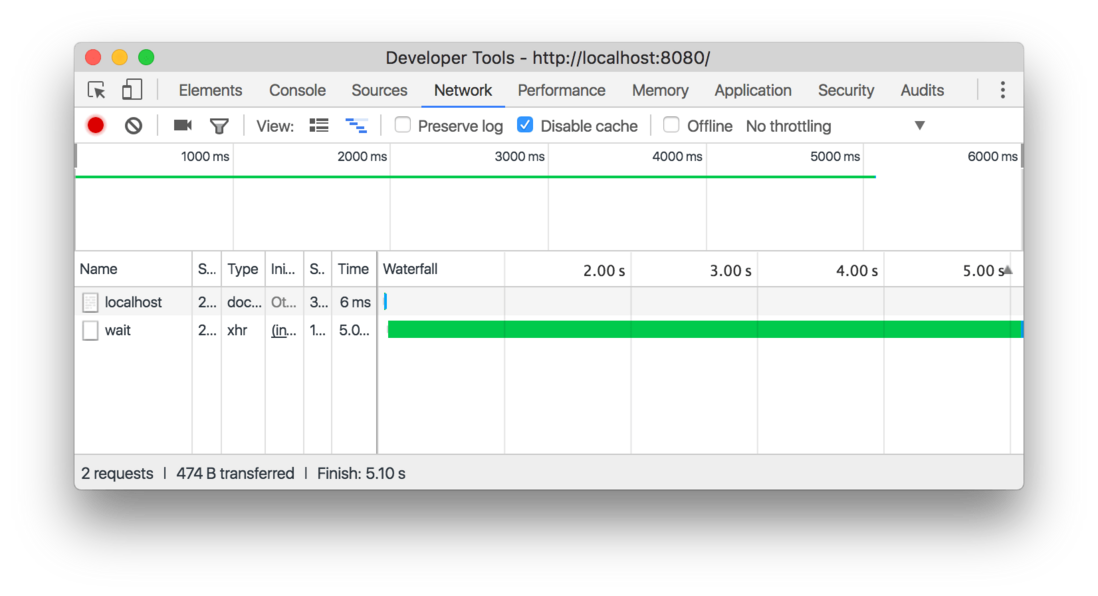 Developer Tools - http://localhost:8080/
Elements Console Sources Network Performance Memory Application Security Audits
View: Preserve log Disable cache Offline No throttling
1000 ms 2000 ms 3000 ms 4000 ms 5000 ms 6000 ms
Name S... Type Ini... S.. Time Waterfall 2.00 s 3.00 s 4.00 s 5.00 s
localhost 2... doc... Ot... 3... 6 ms
wait 2... xhr (in... 1... 5.0...
2 requests | 474 B transferred | Finish: 5.10 s